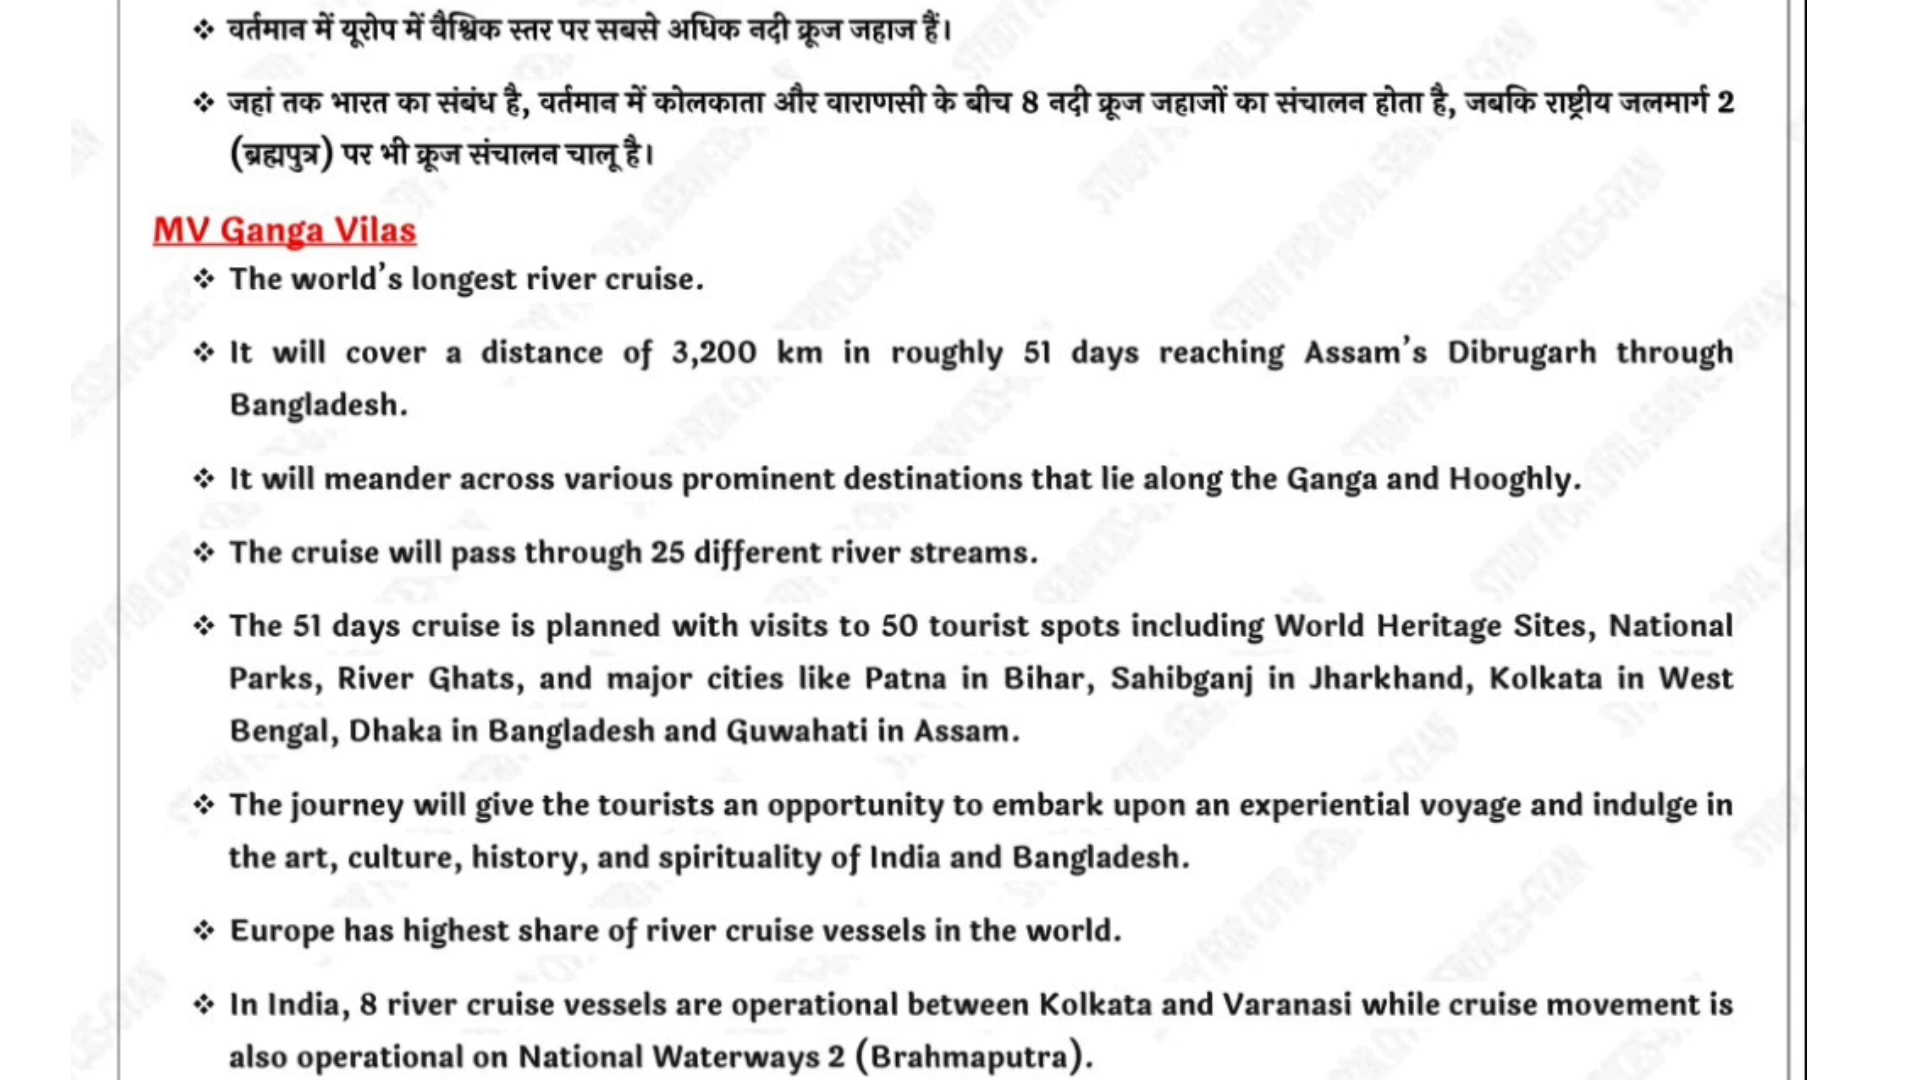 ❖ वर्तमान में यूरोप में वैश्विक स्तर पर सबसे अधिक नदी क्रूज जहाज हैं।
❖ जहां तक भारत का संबंध है, वर्तमान में कोलकाता और वाराणसी के बीच 8 नदी क्रूज जहाजों का संचालन होता है, जबकि राष्ट्रीय जलमार्ग 2
(ब्रह्मपुत्र) पर भी क्रूज संचालन चालू है।
MV Ganga Vilas
❖ The world’s longest river cruise.
❖ It will cover a distance of 3,200 km in roughly 51 days reaching Assam’s Dibrugarh through
Bangladesh.
❖ It will meander across various prominent destinations that lie along the Ganga and Hooghly.
❖ The cruise will pass through 25 different river streams.
❖ The 51 days cruise is planned with visits to 50 tourist spots including World Heritage Sites, National
Parks, River Ghats, and major cities like Patna in Bihar, Sahibganj in Jharkhand, Kolkata in West
Bengal, Dhaka in Bangladesh and Guwahati in Assam.
❖ The journey will give the tourists an opportunity to embark upon an experiential voyage and indulge in
the art, culture, history, and spirituality of India and Bangladesh.
❖ Europe has highest share of river cruise vessels in the world.
❖ In India, 8 river cruise vessels are operational between Kolkata and Varanasi while cruise movement is
also operational on National Waterways 2 (Brahmaputra).